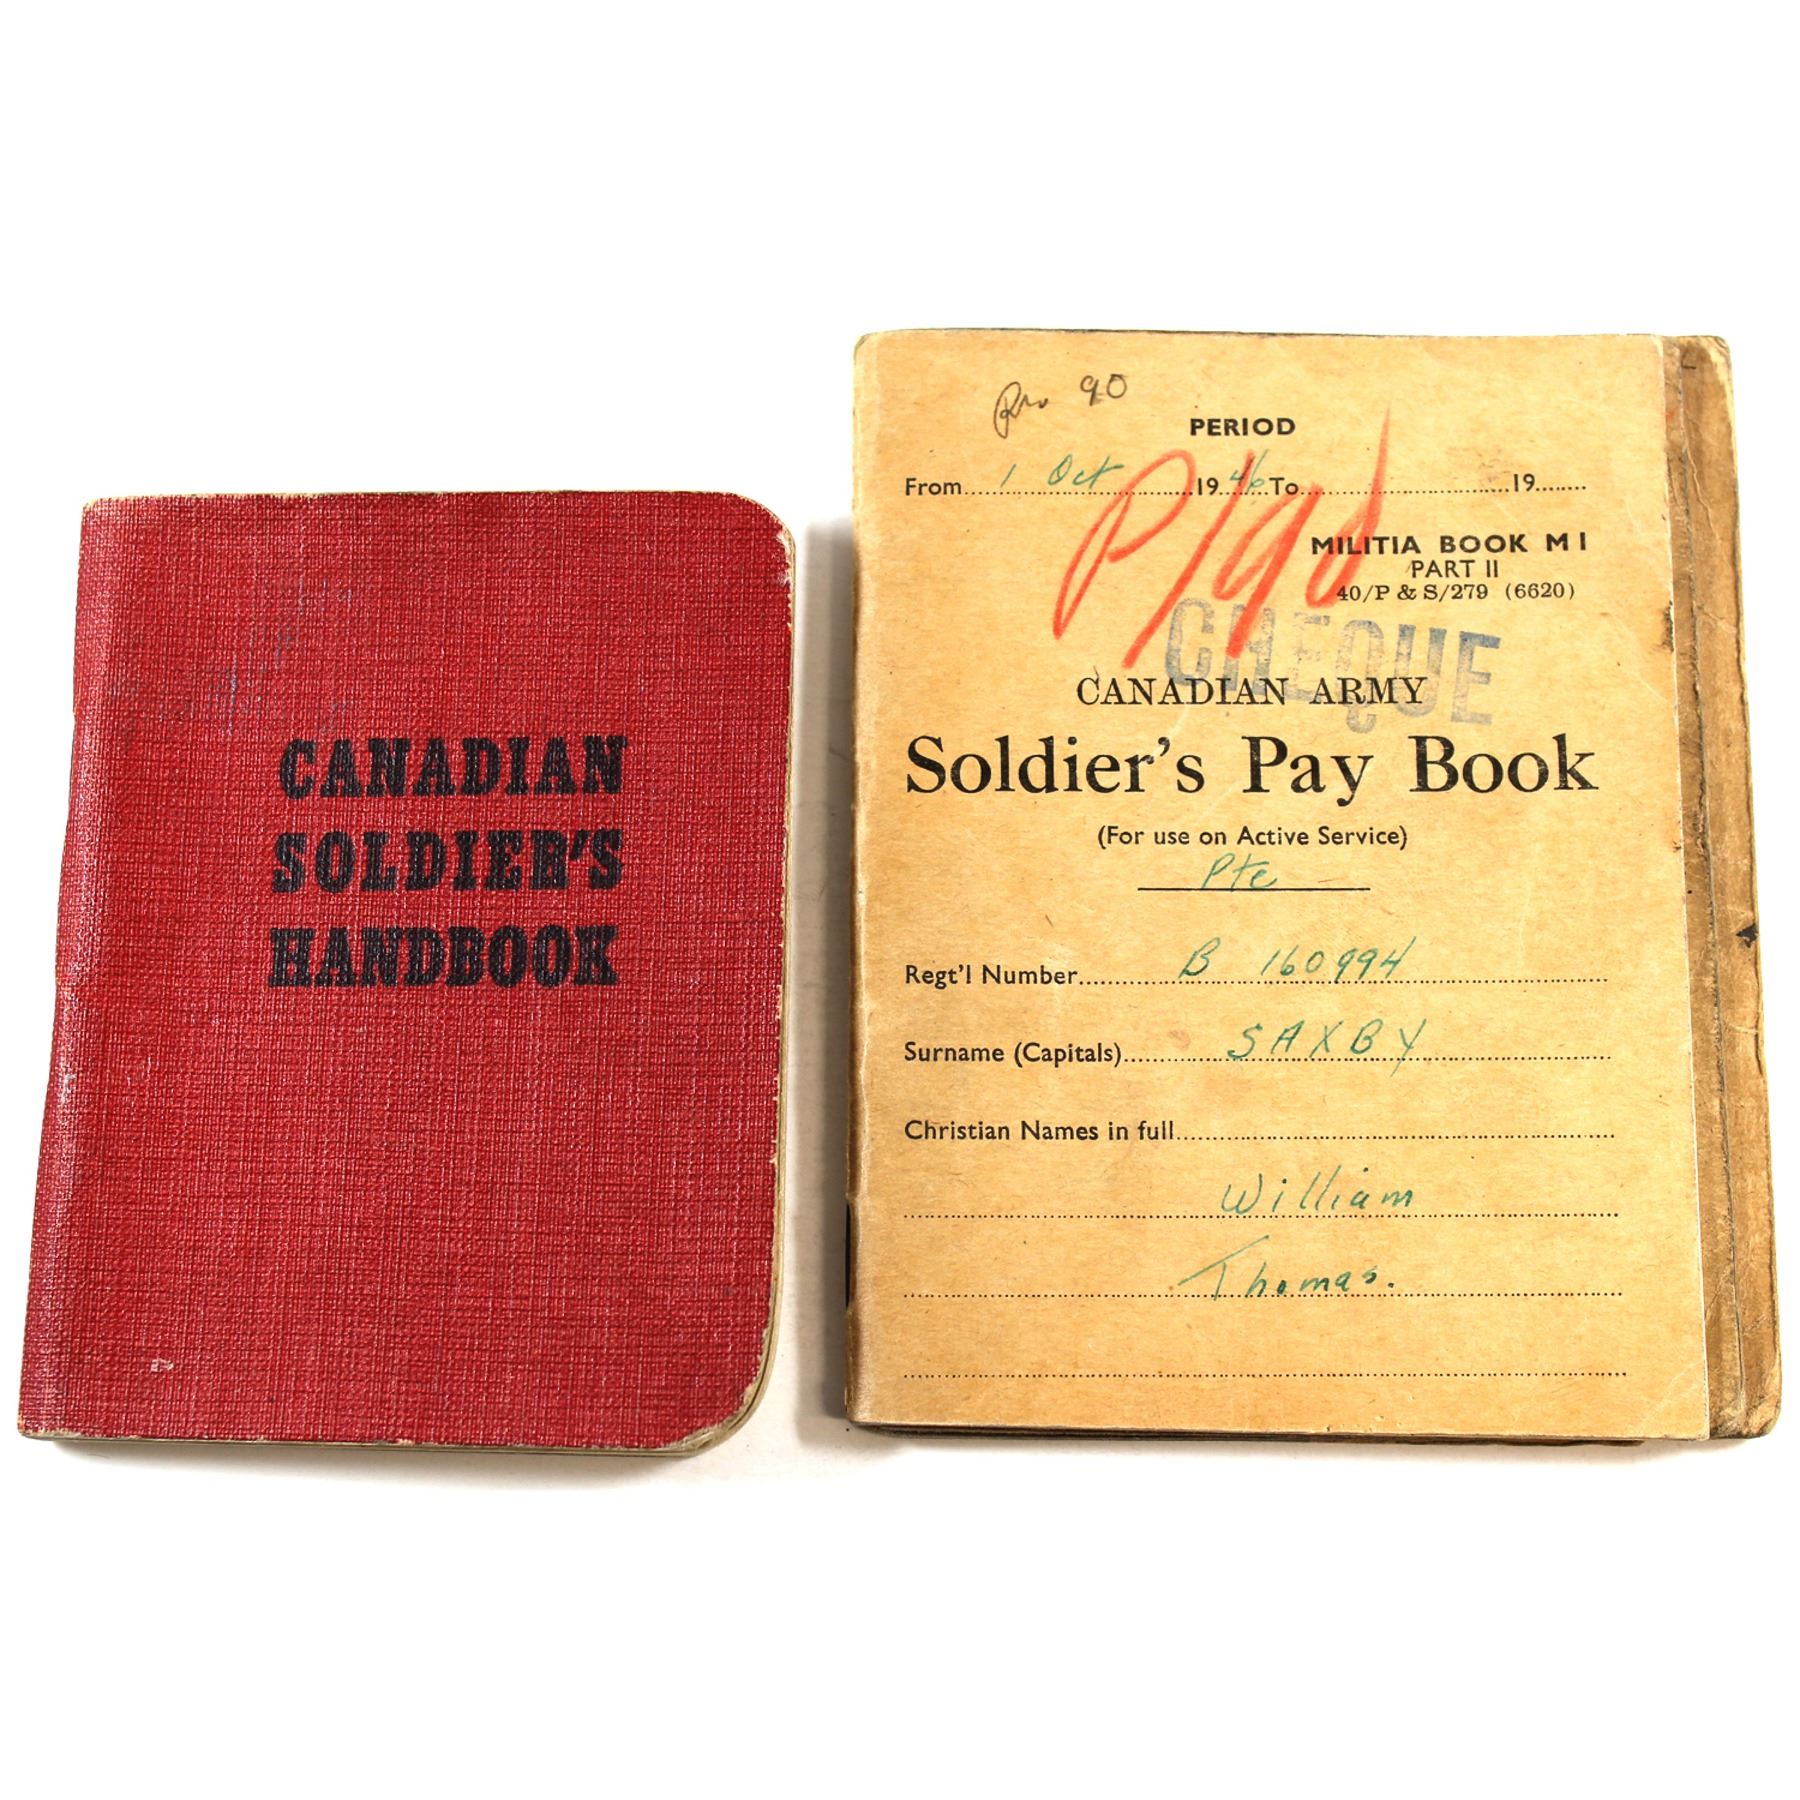 CANADIAN
SOLDIER'S
HANDBOOK
90
PERIOD
From 1 Oct 1946 To 19
MILITIA BOOK M 1
PART II
40/P & S/279 (6620)
CHEQUE
CANADIAN ARMY
Soldier's Pay Book
(For use on Active Service)
Pte
Regt'l Number B 160994
Surname (Capitals) SAXBY
Christian Names in full
William
Thomas.